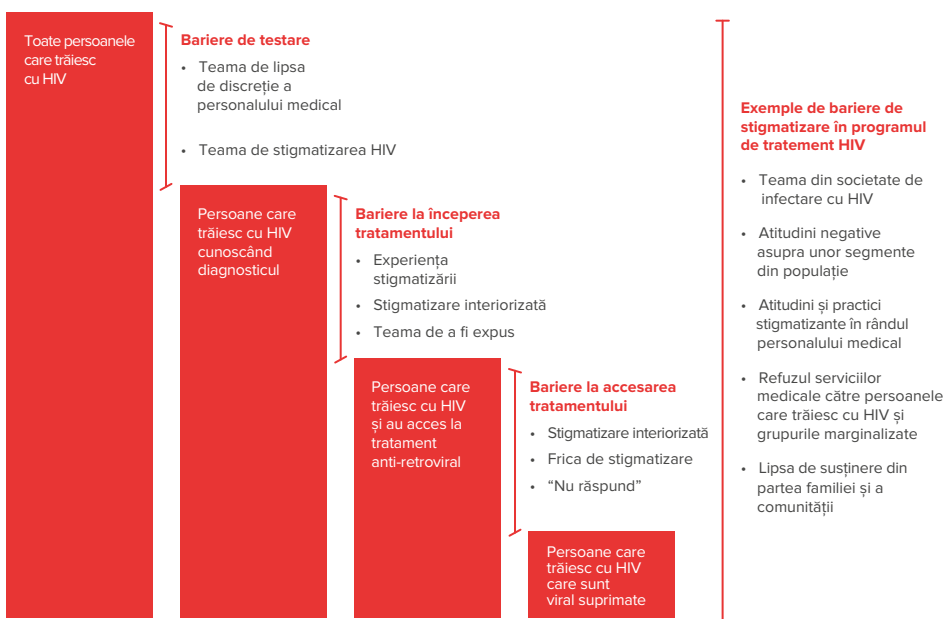 Toate persoanele
care trăiesc
cu HIV
Bariere de testare
• Teama de lipsa
de discreție a
personalului medical
• Teama de stigmatizarea HIV
Persoane care
trăiesc cu HIV
cunoscând
diagnosticul
Bariere la începerea
tratamentului
• Experiența
stigmatizării
• Stigmatizare interiorizată
• Teama de a fi expus
Persoane care
trăiesc cu HIV
și au acces la
tratament
anti-retroviral
Bariere la accesarea
tratamentului
• Stigmatizare interiorizată
• Frica de stigmatizare
• “Nu răspund”
Persoane care
trăiesc cu HIV
care sunt
viral suprimate
Exemple de bariere de
stigmatizare în programul
de tratement HIV
• Teama din societate de
infectare cu HIV
• Atitudini negative
asupra unor segmente
din populație
• Atitudini și practici
stigmatizante în rândul
personalului medical
• Refuzul serviciilor
medicale către persoanele
care trăiesc cu HIV și
grupurile marginalizate
• Lipsa de susținere din
partea familiei și a
comunității